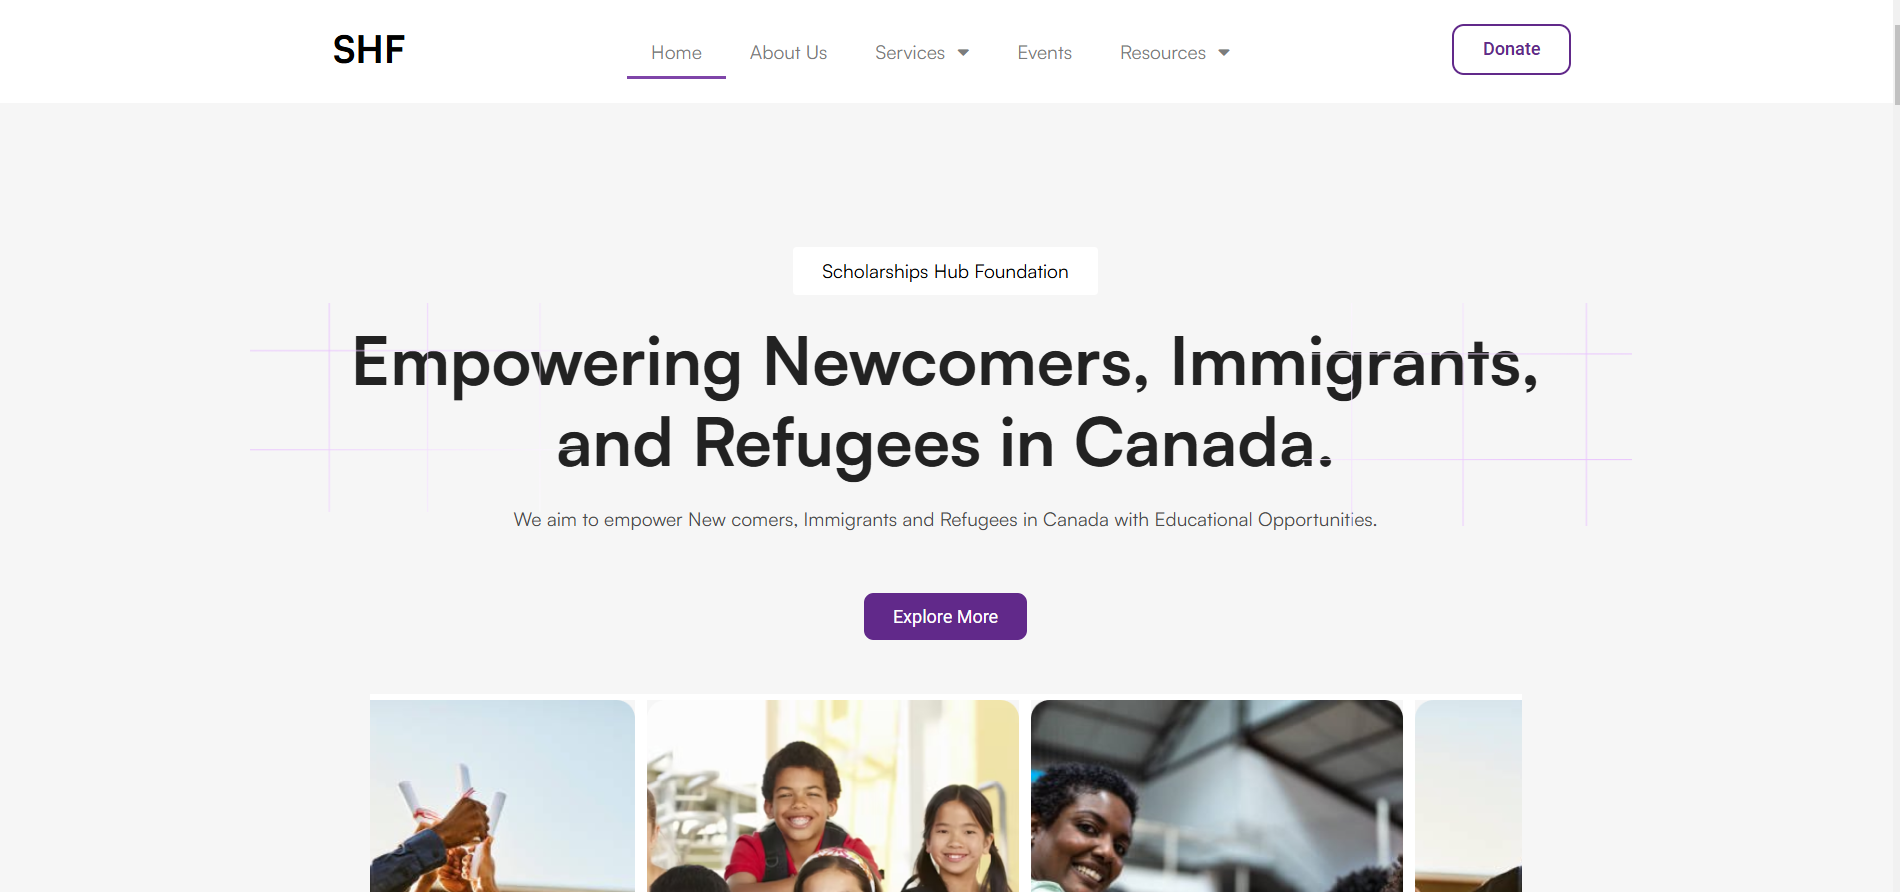 SHF
Home
About Us
Services
Events
Resources
Donate
Scholarships Hub Foundation
Empowering Newcomers, Immigrants,
and Refugees in Canada.
We aim to empower New comers, Immigrants and Refugees in Canada with Educational Opportunities.
Explore More